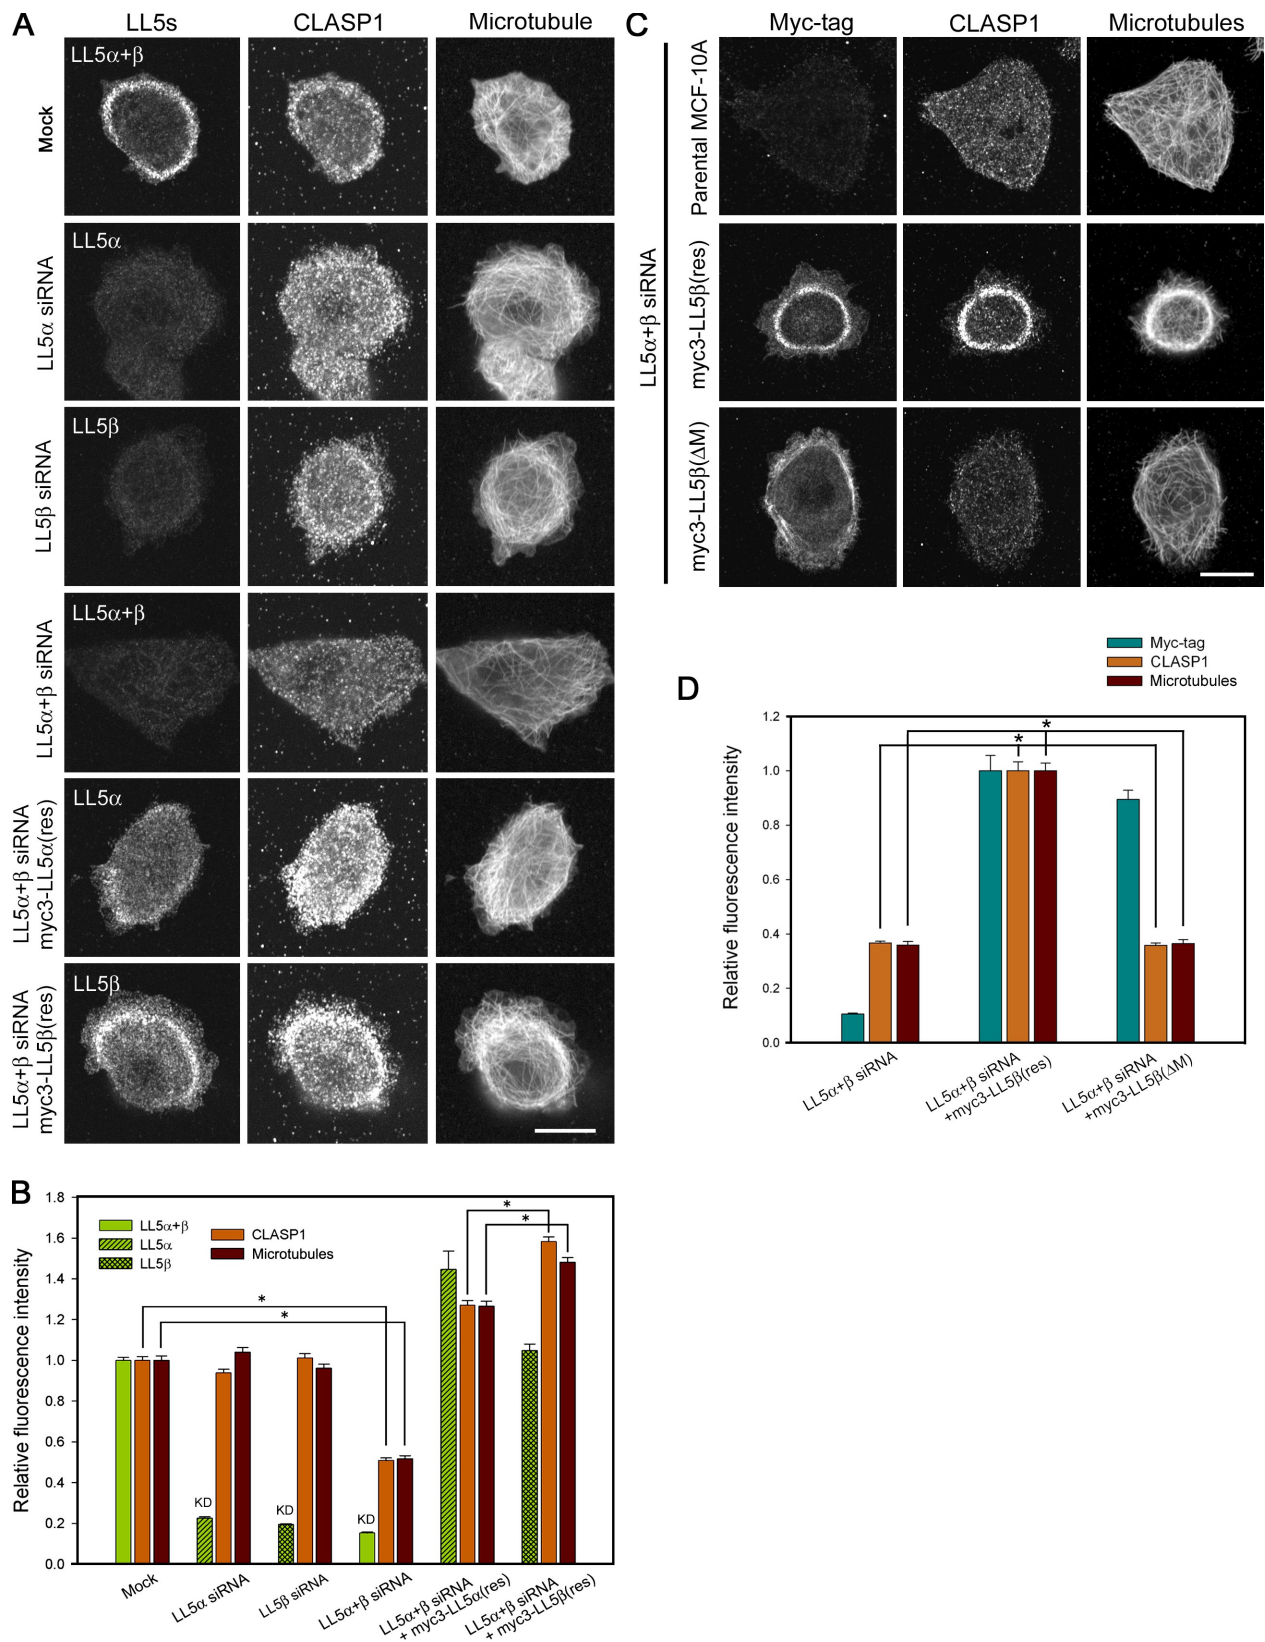 A
LL5s
CLASP1
Microtubule
Mock
LL5α+β
LL5α siRNA
LL5α
LL5β siRNA
LL5β
LL5α+β siRNA
LL5α+β
LL5α+β siRNA
myc3-LL5α(res)
LL5α
LL5α+β siRNA
myc3-LL5β(res)
LL5β
B
Relative fluorescence intensity
1.8
1.6
1.4
1.2
1.0
0.8
0.6
0.4
0.2
0.0
LL5α+β
LL5α
LL5β
CLASP1
Microtubules
*
*
*
*
KD
KD
KD
Mock
LL5α siRNA
LL5β siRNA
LL5α+β siRNA
LL5α+β siRNA
+ myc3-LL5α(res)
LL5α+β siRNA
+ myc3-LL5β(res)
C
Myc-tag
CLASP1
Microtubules
LL5α+β siRNA
Parental MCF-10A
myc3-LL5β(res)
myc3-LL5β(ΔM)
D
Myc-tag
CLASP1
Microtubules
Relative fluorescence intensity
1.2
1.0
0.8
0.6
0.4
0.2
0.0
*
*
LL5α+β siRNA
LL5α+β siRNA
+myc3-LL5β(res)
LL5α+β siRNA
+myc3-LL5β(ΔM)